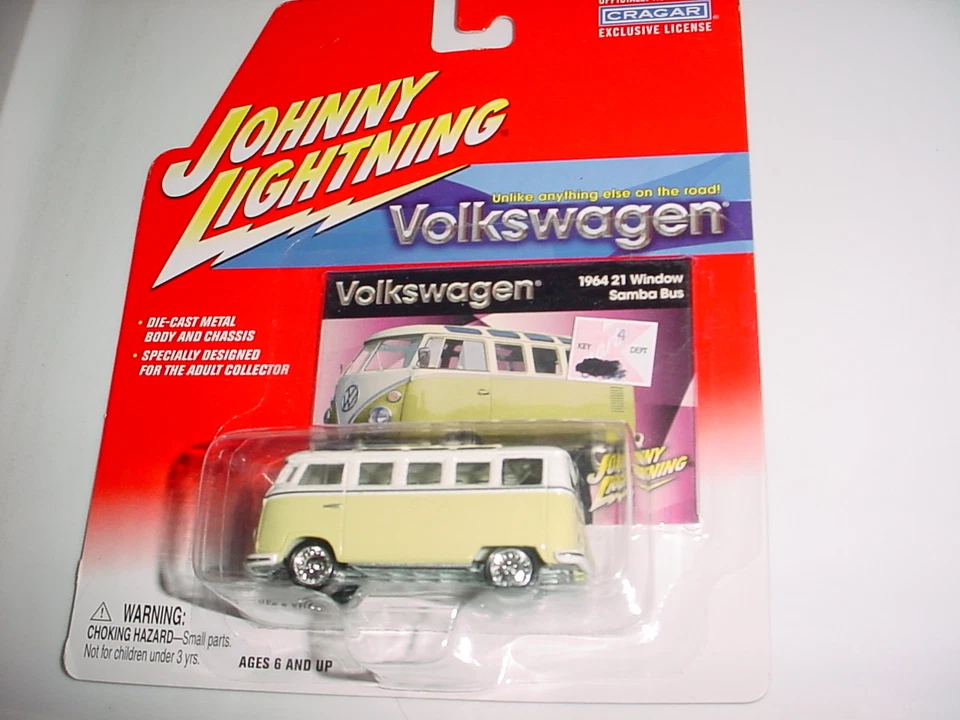 CRAGAR
EXCLUSIVE LICENSE
JOHNNY
LIGHTNING
Unlike anything else on the road!
Volkswagen
Volkswagen
1964 21 Window
Samba Bus
• DIE-CAST METAL
BODY AND CHASSIS
• SPECIALLY DESIGNED
FOR THE ADULT COLLECTOR
4
KEY DEPT
JOHNNY
LIGHTNING
WARNING:
CHOKING HAZARD—Small parts.
Not for children under 3 yrs.
AGES 6 AND UP